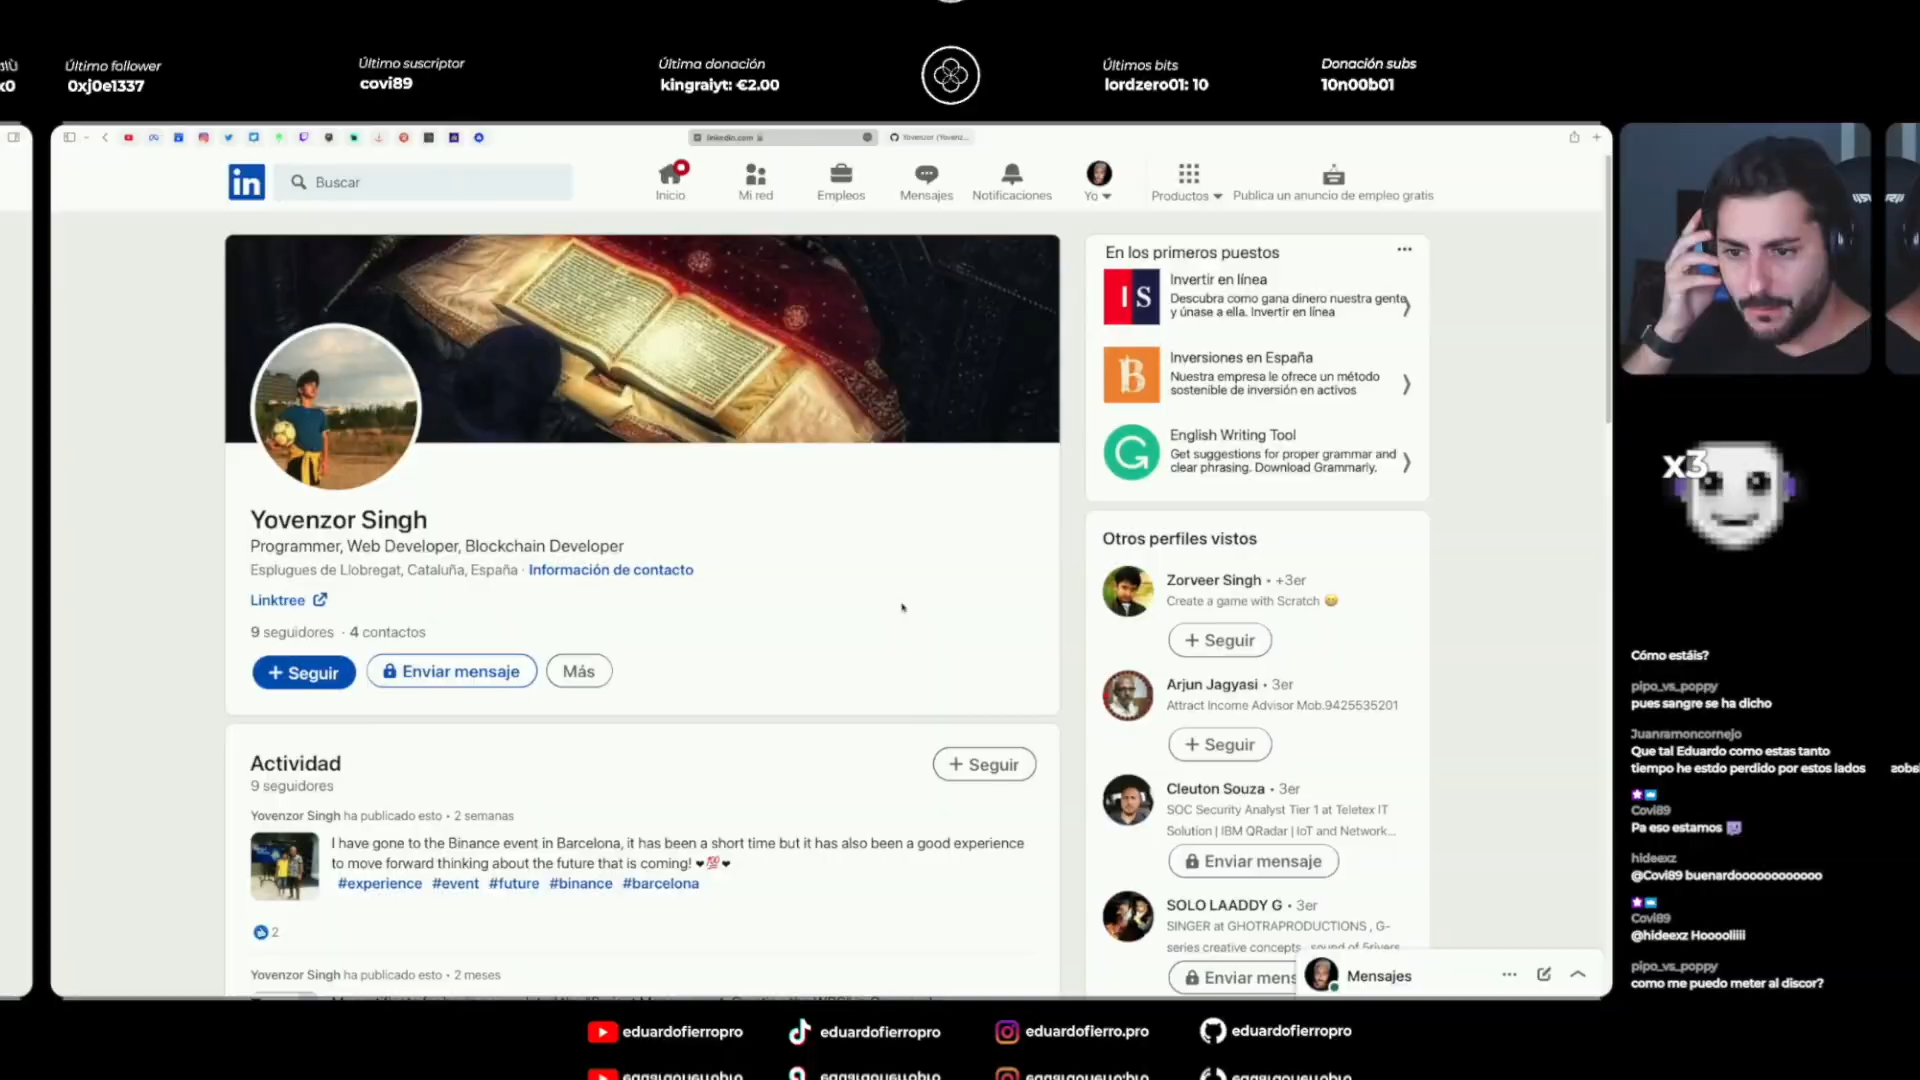 Último follower
0xj0e1337
Último suscriptor
covi89
Última donación
kingraiyt: €2.00
Últimos bits
lordzero01: 10
Donación subs
10n00b01
linkedin.com
Yovenzor (Yovenz...
in
Buscar
Inicio
Mi red
Empleos
Mensajes
Notificaciones
Yo
Productos
Publica un anuncio de empleo gratis
Yovenzor Singh
Programmer, Web Developer, Blockchain Developer
Esplugues de Llobregat, Cataluña, España · Información de contacto
Linktree
9 seguidores · 4 contactos
+ Seguir
Enviar mensaje
Más
Actividad
9 seguidores
+ Seguir
Yovenzor Singh ha publicado esto • 2 semanas
I have gone to the Binance event in Barcelona, it has been a short time but it has also been a good experience
to move forward thinking about the future that is coming! ❤💯❤
#experience #event #future #binance #barcelona
2
Yovenzor Singh ha publicado esto • 2 meses
En los primeros puestos
IS
Invertir en línea
Descubra como gana dinero nuestra gente
y únase a ella. Invertir en línea
B
Inversiones en España
Nuestra empresa le ofrece un método
sostenible de inversión en activos
G
English Writing Tool
Get suggestions for proper grammar and
clear phrasing. Download Grammarly.
Otros perfiles vistos
Zorveer Singh • +3er
Create a game with Scratch 😁
+ Seguir
Arjun Jagyasi • 3er
Attract Income Advisor Mob.9425535201
+ Seguir
Cleuton Souza • 3er
SOC Security Analyst Tier 1 at Teletex IT
Solution | IBM QRadar | IoT and Network...
Enviar mensaje
SOLO LAADDY G • 3er
SINGER at GHOTRAPRODUCTIONS , G-
series creative concepts
Enviar mens
Mensajes
x3
Cómo estáis?
pipo_vs_poppy
pues sangre se ha dicho
Juanramoncornejo
Que tal Eduardo como estas tanto
tiempo he estdo perdido por estos lados
Covi89
Pa eso estamos
hideexz
@Covi89 buenardooooooooooo
Covi89
@hideexz Hooooliiii
pipo_vs_poppy
como me puedo meter al discor?
eduardofierropro
eduardofierropro
eduardofierro.pro
eduardofierropro